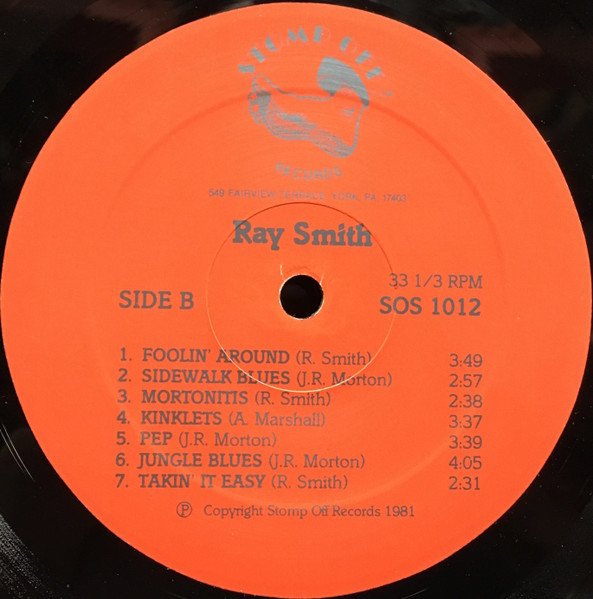 STOMP OFF
RECORDS
549 FAIRVIEW TERRACE, YORK, PA. 17403
Ray Smith
33 1/3 RPM
SIDE B
SOS 1012
1. FOOLIN' AROUND (R. Smith) 3:49
2. SIDEWALK BLUES (J.R. Morton) 2:57
3. MORTONITIS (R. Smith) 2:38
4. KINKLETS (A. Marshall) 3:37
5. PEP (J.R. Morton) 3:39
6. JUNGLE BLUES (J.R. Morton) 4:05
7. TAKIN' IT EASY (R. Smith) 2:31
Ⓟ Copyright Stomp Off Records 1981